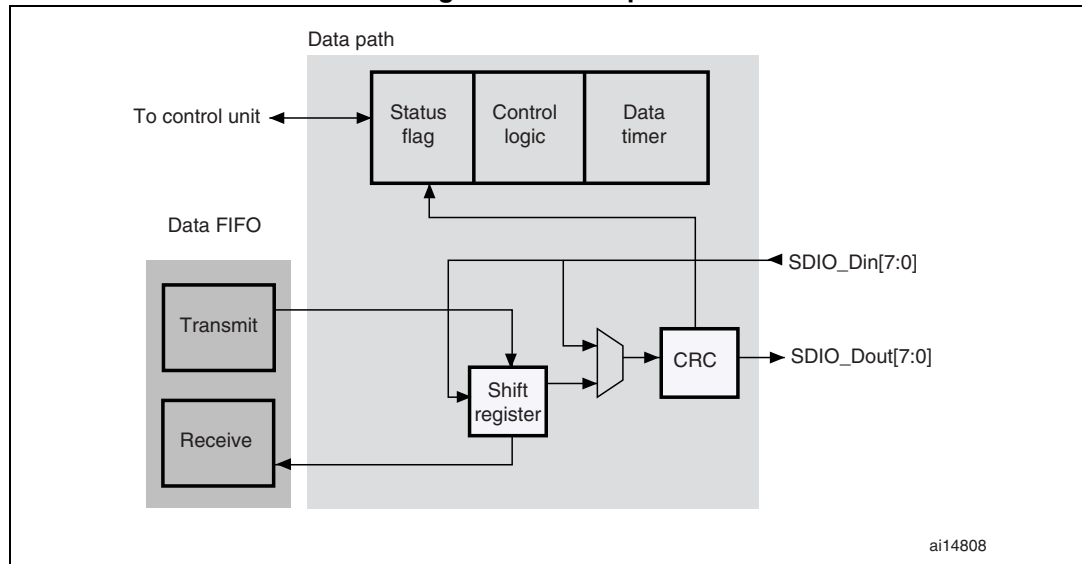 Data path
To control unit
Status
flag
Control
logic
Data
timer
Data FIFO
SDIO_Din[7:0]
Transmit
CRC
SDIO_Dout[7:0]
Shift
register
Receive
ai14808